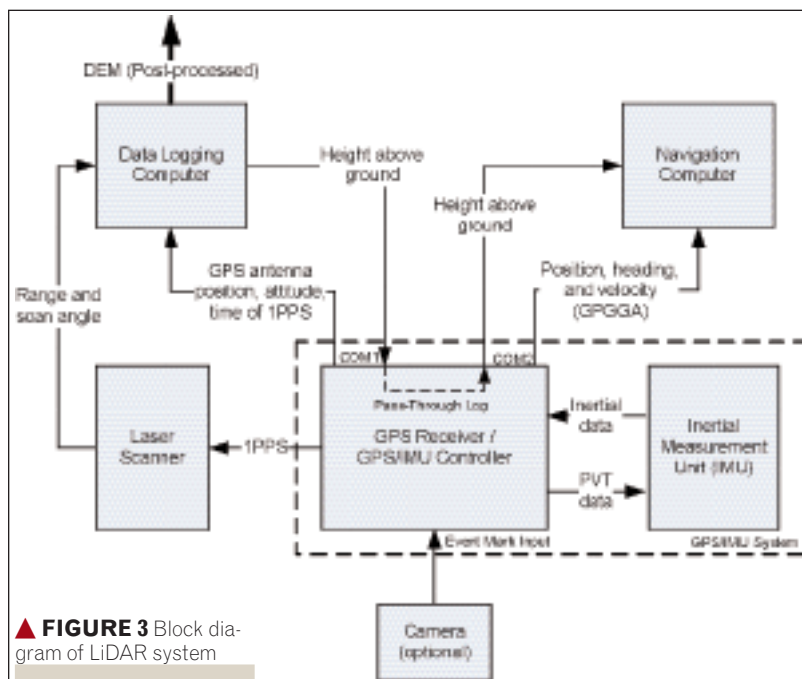 DEM (Post-processed)
Data Logging
Computer
Height above
ground
Navigation
Computer
Height above
ground
GPS antenna
position, attitude,
time of 1PPS
Position, heading,
and velocity
(GPGGA)
Range and
scan angle
COM1
COM2
Pass-Through Log
GPS Receiver /
GPS/IMU Controller
Laser
Scanner
1PPS
Inertial
data
Inertial
Measurement
Unit (IMU)
PVT
data
Event Mark Input
GPS/IMU System
Camera
(optional)
▲ FIGURE 3 Block dia-
gram of LiDAR system